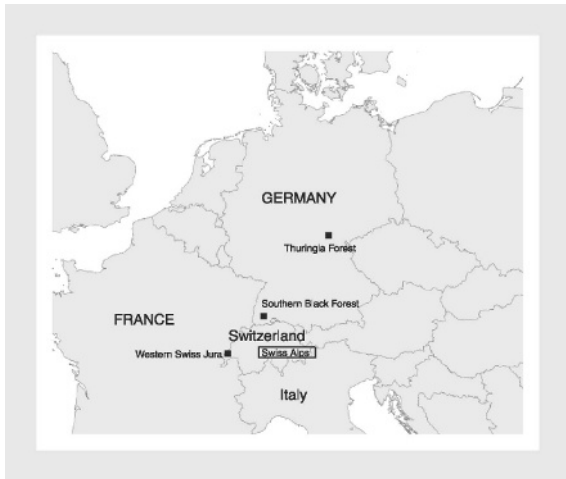 GERMANY
Thuringia Forest
Southern Black Forest
FRANCE
Switzerland
Western Swiss Jura
Swiss Alps
Italy